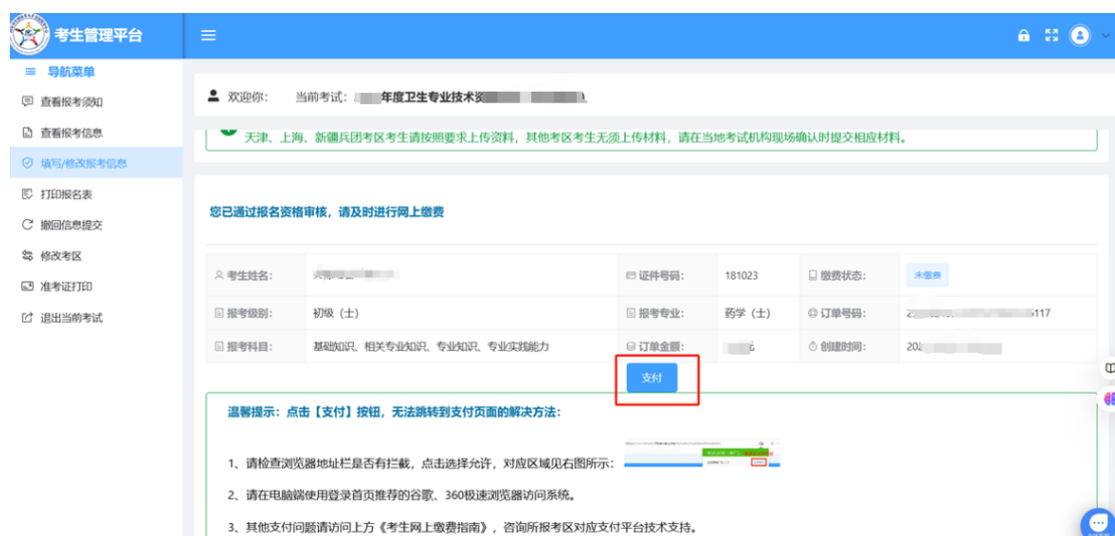 考生管理平台
导航菜单
查看报考须知
查看报考信息
填写/修改报考信息
打印报名表
撤回信息提交
修改考区
准考证打印
退出当前考试
欢迎你: 当前考试: 年度卫生专业技术资
天津、上海、新疆兵团考区考生请按照要求上传资料，其他考区考生无须上传材料，请在当地考试机构现场确认时提交相应材料。
您已通过报名资格审核，请及时进行网上缴费
考生姓名: 证件号码: 181023 缴费状态: 未缴费
报考级别: 初级（士） 报考专业: 药学（士） 订单号码: 2 5117
报考科目: 基础知识、相关专业知识、专业知识、专业实践能力 订单金额: 元 创建时间: 202
支付
温馨提示：点击【支付】按钮，无法跳转到支付页面的解决方法：
1、请检查浏览器地址栏是否有拦截，点击选择允许，对应区域见右图所示：
2、请在电脑端使用登录首页推荐的谷歌、360极速浏览器访问系统。
3、其他支付问题请访问上方《考生网上缴费指南》，咨询所报考区对应支付平台技术支持。